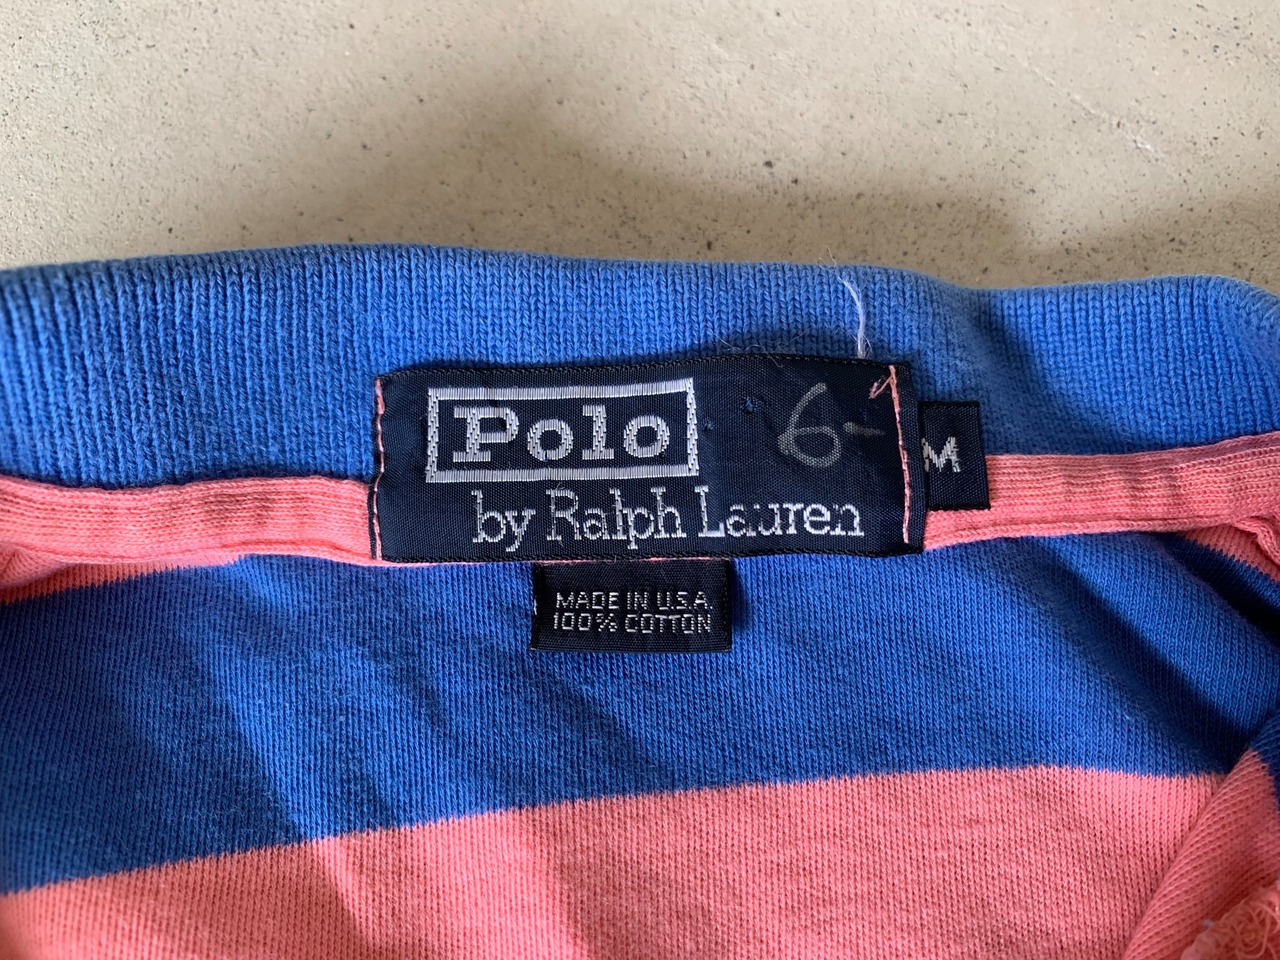 Polo
6-
by Ralph Lauren
M
MADE IN U.S.A.
100% COTTON